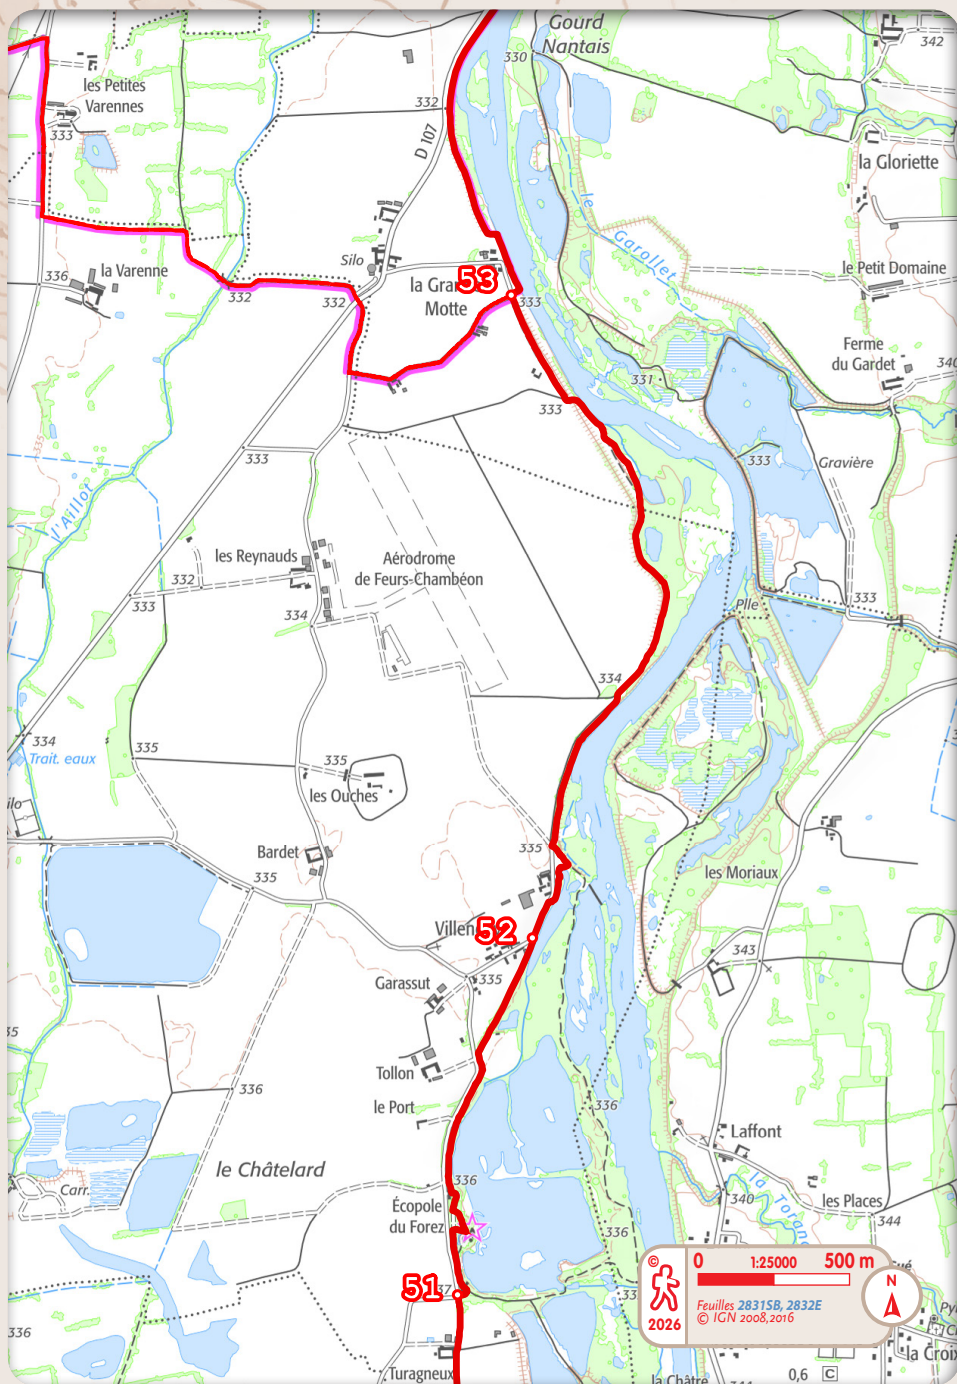 Gourd
Nantais
342
330
les Petites
Varennes
332
D 107
333
la Gloriette
le Garollet
Silo
la Varenne
336
332
332
53
333
Motte
le Petit Domaine
Ferme
du Gardet
340
331
333
333
333
Gravière
l'Aillot
335
les Reynauds
332
333
334
Aérodrome
de Feurs-Chambéon
333
Plle
334
334
Trait. eaux
335
335
les Ouches
335
Bardet
335
les Moriaux
52
335
343
Garassut
Tollon
336
le Port
336
Laffont
le Châtelard
336
Carr.
340
les Places
344
Écopole
du Forez
336
51
336
Turagneux
la Châtre
la Croix
0,6
C
0 1:25000 500 m
Feuilles 2831SB, 2832E
© IGN 2008,2016
©
2026
N